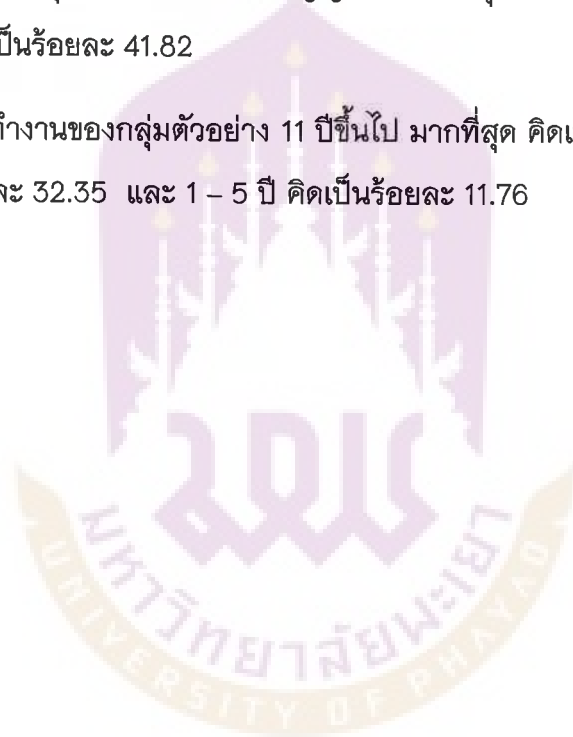 ป็นร้อยละ 41.82
ทำงานของกลุ่มตัวอย่าง 11 ปีขึ้นไป มากที่สุด คิดเ
ละ 32.35 และ 1 – 5 ปี คิดเป็นร้อยละ 11.76
มพย
มหาวิทยาลัยพะเยา
UNIVERSITY OF PHAYAO